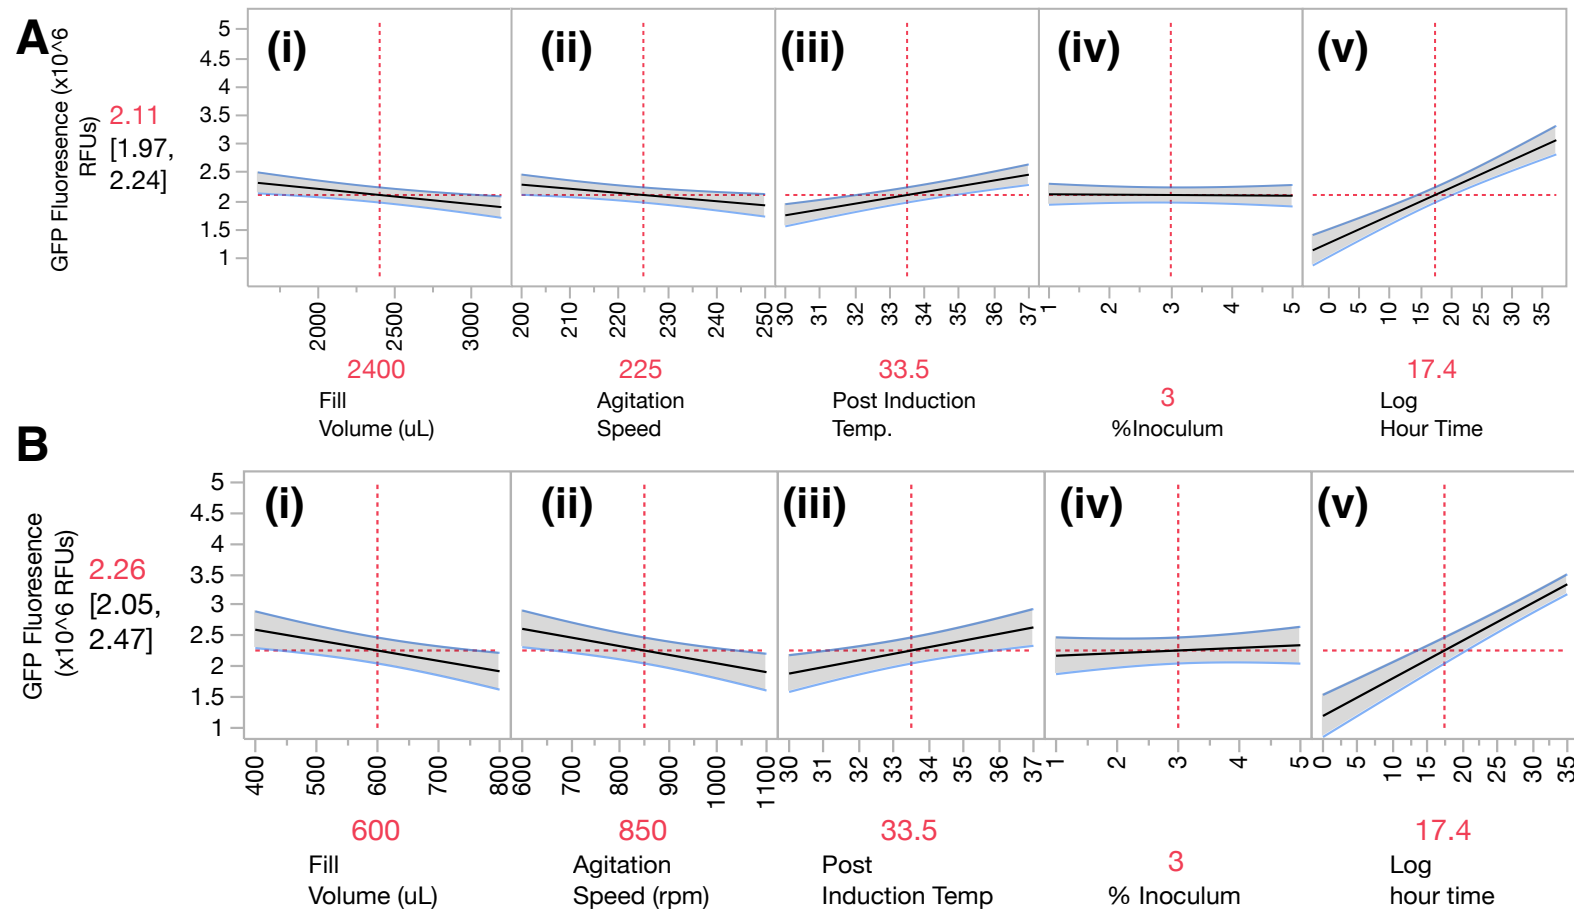 A
(i)
(ii)
(iii)
(iv)
(v)
GFP Fluoresence (x10^6
RFUs)
2.11
[1.97,
2.24]
5
4.5
4
3.5
3
2.5
2
1.5
1
2000 2500 3000
200 210 220 230 240 250
30 31 32 33 34 35 36 37
1 2 3 4 5
0 5 10 15 20 25 30 35
2400
Fill
Volume (uL)
225
Agitation
Speed
33.5
Post Induction
Temp.
3
%Inoculum
17.4
Log
Hour Time
B
(i)
(ii)
(iii)
(iv)
(v)
GFP Fluoresence
(x10^6 RFUs)
2.26
[2.05,
2.47]
5
4.5
4
3.5
3
2.5
2
1.5
1
400 500 600 700 800
600 700 800 900 1000 1100
30 31 32 33 34 35 36 37
1 2 3 4 5
0 5 10 15 20 25 30 35
600
Fill
Volume (uL)
850
Agitation
Speed (rpm)
33.5
Post
Induction Temp
3
% Inoculum
17.4
Log
hour time